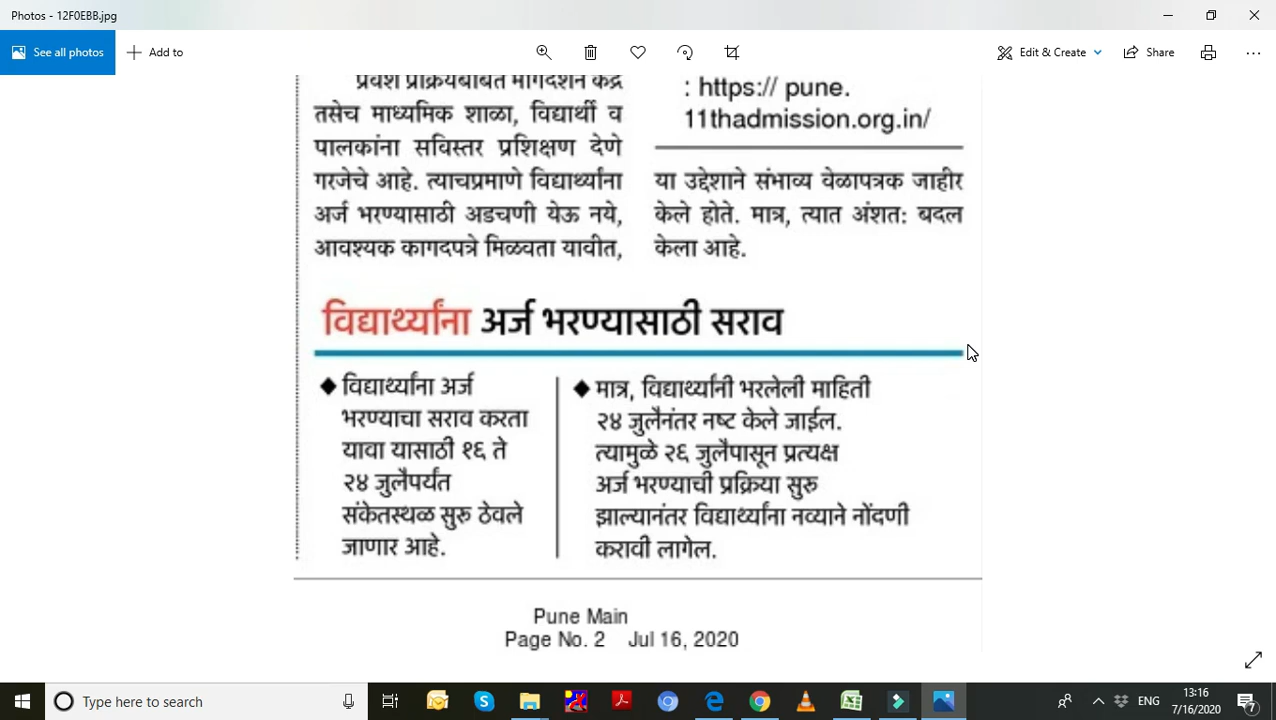 Photos - 12F0EBB.jpg
See all photos
Add to
Edit & Create
Share
प्रवेश प्रक्रियेबाबत मार्गदर्शन केंद्र
तसेच माध्यमिक शाळा, विद्यार्थी व
पालकांना सविस्तर प्रशिक्षण देणे
गरजेचे आहे. त्याचप्रमाणे विद्यार्थ्यांना
अर्ज भरण्यासाठी अडचणी येऊ नये,
आवश्यक कागदपत्रे मिळवता यावीत,
: https:// pune.
11thadmission.org.in/
या उद्देशाने संभाव्य वेळापत्रक जाहीर
केले होते. मात्र, त्यात अंशत: बदल
केला आहे.
विद्यार्थ्यांना अर्ज भरण्यासाठी सराव
◆ विद्यार्थ्यांना अर्ज
भरण्याचा सराव करता
यावा यासाठी १६ ते
२४ जुलैपर्यंत
संकेतस्थळ सुरू ठेवले
जाणार आहे.
◆ मात्र, विद्यार्थ्यांनी भरलेली माहिती
२४ जुलैनंतर नष्ट केले जाईल.
त्यामुळे २६ जुलैपासून प्रत्यक्ष
अर्ज भरण्याची प्रक्रिया सुरू
झाल्यानंतर विद्यार्थ्यांना नव्याने नोंदणी
करावी लागेल.
Pune Main
Page No. 2 Jul 16, 2020
Type here to search
ENG
13:16
7/16/2020
7